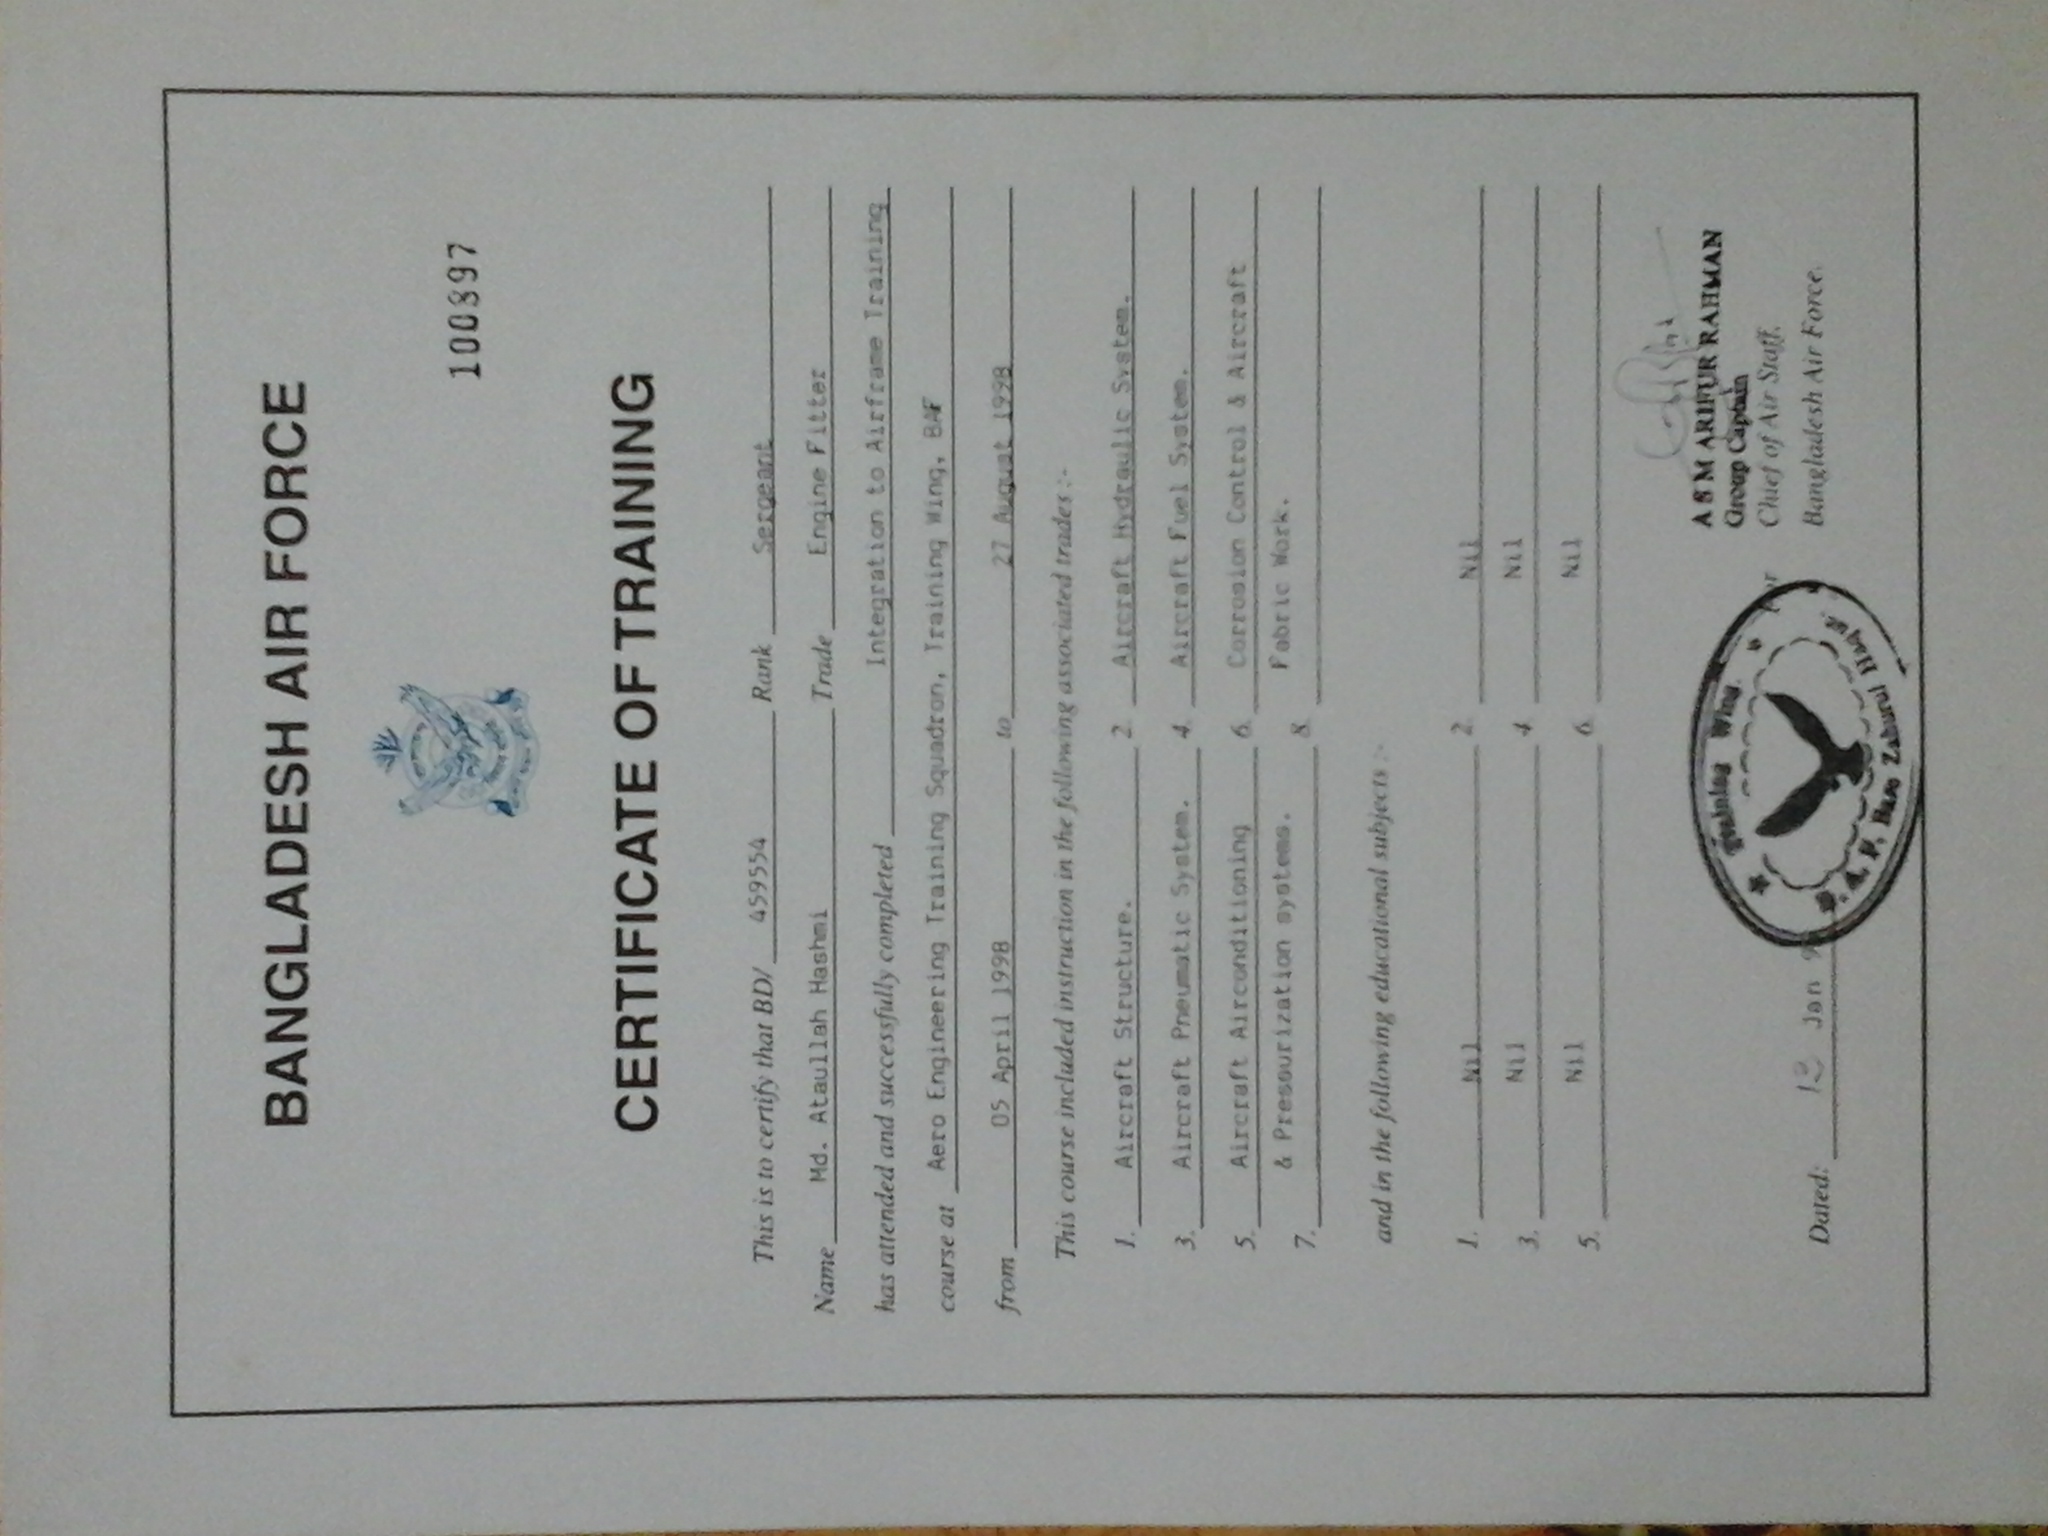 BANGLADESH AIR FORCE
100897
CERTIFICATE OF TRAINING
This is to certify that BD/ 459554 Rank Sergeant
Name Md. Ataullah Hashmi Trade Engine Fitter
has attended and successfully completed Integration to Airframe Training
course at Aero Engineering Training Squadron, Training Wing, BAF
from 05 April 1998 to 27 August 1998
This course included instruction in the following associated trades :-
1. Aircraft Structure. 2. Aircraft Hydraulic System.
3. Aircraft Pneumatic System. 4. Aircraft Fuel System.
5. Aircraft Airconditioning 6. Corrosion Control & Aircraft
& Pressurization systems. Fabric Work.
7. 8.
and in the following educational subjects :-
1. Nil 2. Nil
3. Nil 4. Nil
5. Nil 6. Nil
A S M ARIFUR RAHMAN
Group Captain
For Chief of Air Staff,
Bangladesh Air Force.
Dated: 13 Jan
Training Wing
B. A. F. Base Zahurul Haque.